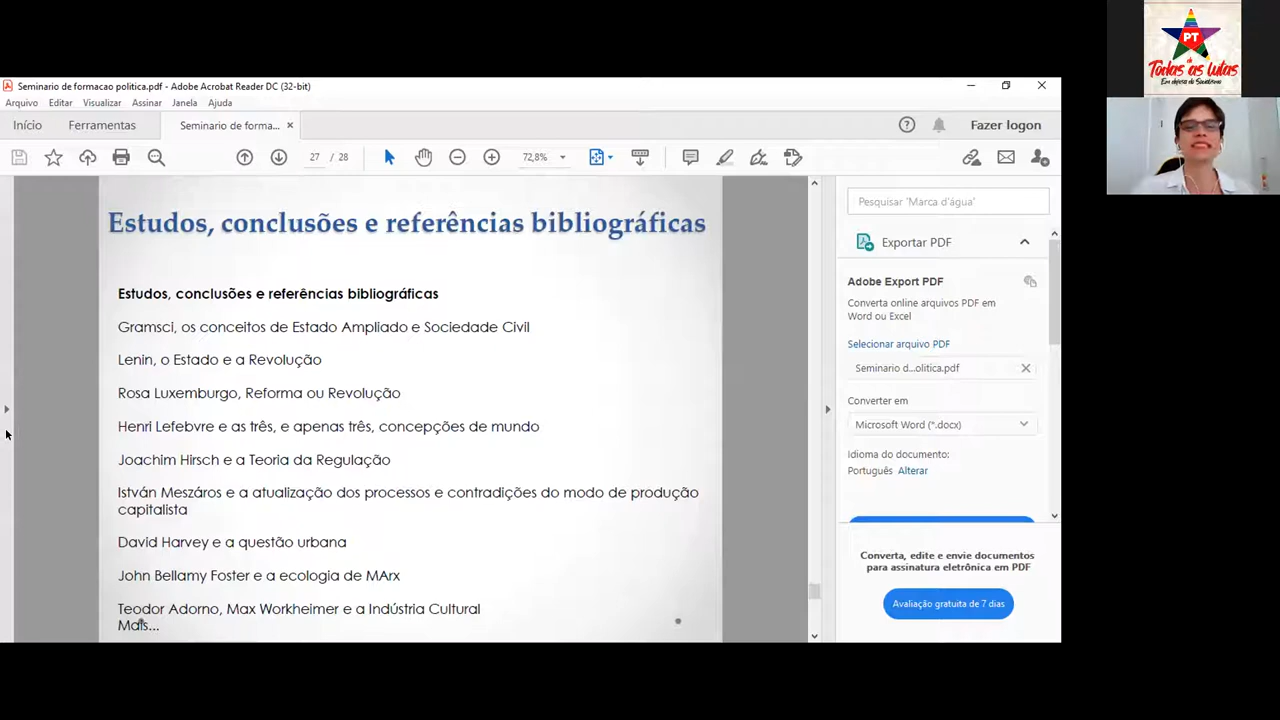 PT
de
Todas as lutas
Em defesa do Socialismo
Seminario de formacao politica.pdf - Adobe Acrobat Reader DC (32-bit)
Arquivo Editar Visualizar Assinar Janela Ajuda
Início Ferramentas Seminario de forma... × Fazer logon
27 / 28 72,8%
Estudos, conclusões e referências bibliográficas
Estudos, conclusões e referências bibliográficas
Gramsci, os conceitos de Estado Ampliado e Sociedade Civil
Lenin, o Estado e a Revolução
Rosa Luxemburgo, Reforma ou Revolução
Henri Lefebvre e as três, e apenas três, concepções de mundo
Joachim Hirsch e a Teoria da Regulação
István Meszáros e a atualização dos processos e contradições do modo de produção
capitalista
David Harvey e a questão urbana
John Bellamy Foster e a ecologia de MArx
Teodor Adorno, Max Workheimer e a Indústria Cultural
Mais...
Pesquisar 'Marca d'água'
Exportar PDF
Adobe Export PDF
Converta online arquivos PDF em
Word ou Excel
Selecionar arquivo PDF
Seminario d...olitica.pdf
Converter em
Microsoft Word (*.docx)
Idioma do documento:
Português Alterar
Converta, edite e envie documentos
para assinatura eletrônica em PDF
Avaliação gratuita de 7 dias